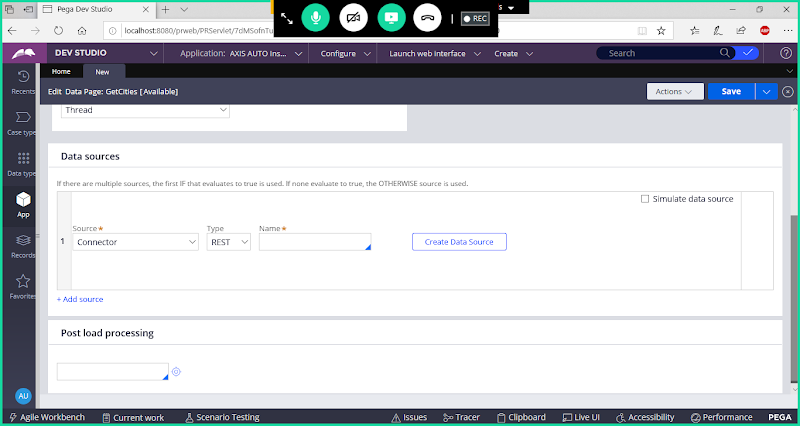 Pega Dev Studio
S
REC
localhost:8080/prweb/PRServlet/7dMSofnTu
ABP
DEV STUDIO
Application: AXIS AUTO Ins...
Configure
Launch web interface
Create
Search
Home
New
Recents
Edit Data Page: GetCities [Available]
Actions
Save
Thread
Case type
Data sources
Data type
If there are multiple sources, the first IF that evaluates to true is used. If none evaluate to true, the OTHERWISE source is used.
Simulate data source
App
Source★
Type
Name★
1
Connector
REST
Create Data Source
Records
Favorite
+ Add source
Post load processing
AU
Agile Workbench
Current work
Scenario Testing
Issues
Tracer
Clipboard
Live UI
Accessibility
Performance
PEGA